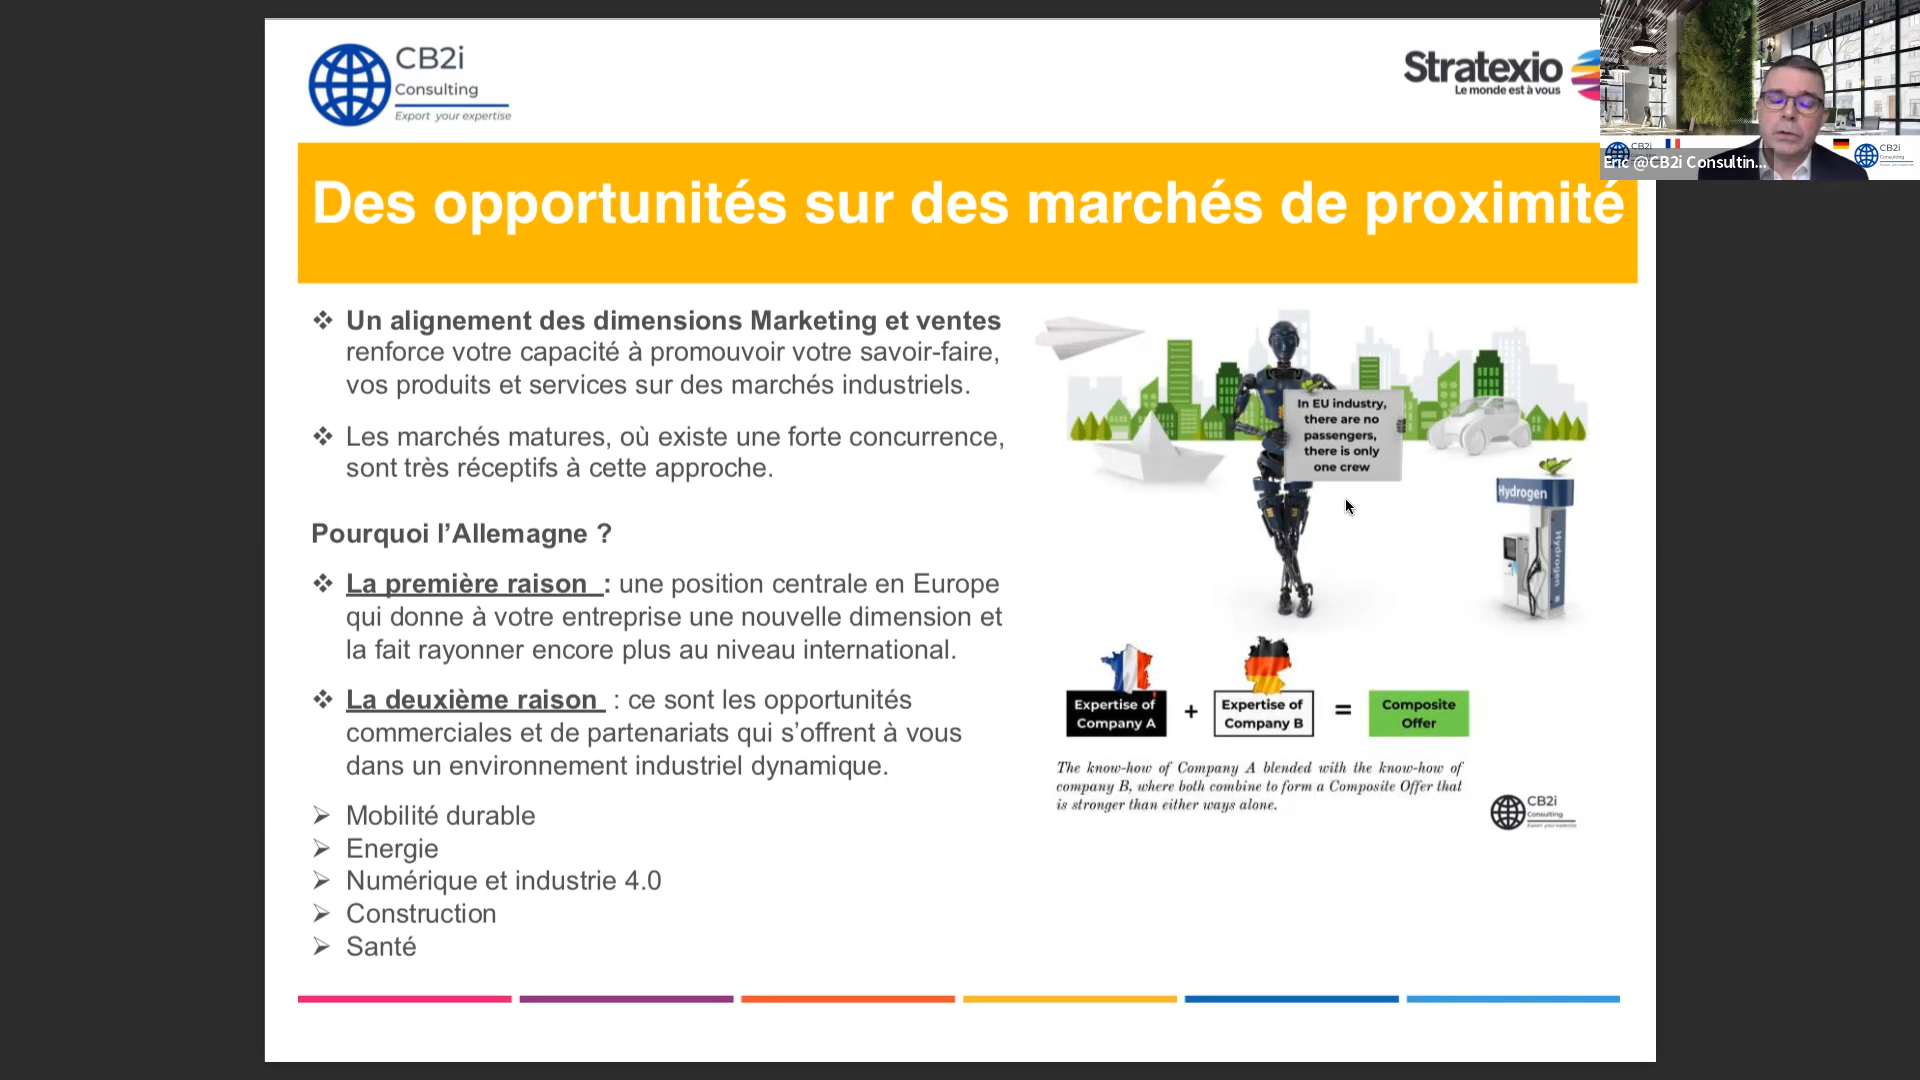 CB2i
Consulting
Export your expertise
Stratexio
Le monde est à vous
CB2i
CB2i
Consulting
Eric @CB2i Consultin...
Des opportunités sur des marchés de proximité
❖ Un alignement des dimensions Marketing et ventes
renforce votre capacité à promouvoir votre savoir-faire,
vos produits et services sur des marchés industriels.
❖ Les marchés matures, où existe une forte concurrence,
sont très réceptifs à cette approche.
Pourquoi l’Allemagne ?
❖ La première raison : une position centrale en Europe
qui donne à votre entreprise une nouvelle dimension et
la fait rayonner encore plus au niveau international.
❖ La deuxième raison : ce sont les opportunités
commerciales et de partenariats qui s’offrent à vous
dans un environnement industriel dynamique.
➢ Mobilité durable
➢ Energie
➢ Numérique et industrie 4.0
➢ Construction
➢ Santé
In EU industry,
there are no
passengers,
there is only
one crew
Hydrogen
Hydrogen
Expertise of
Company A
+
Expertise of
Company B
=
Composite
Offer
The know-how of Company A blended with the know-how of
company B, where both combine to form a Composite Offer that
is stronger than either ways alone.
CB2i
Consulting
Export your expertise